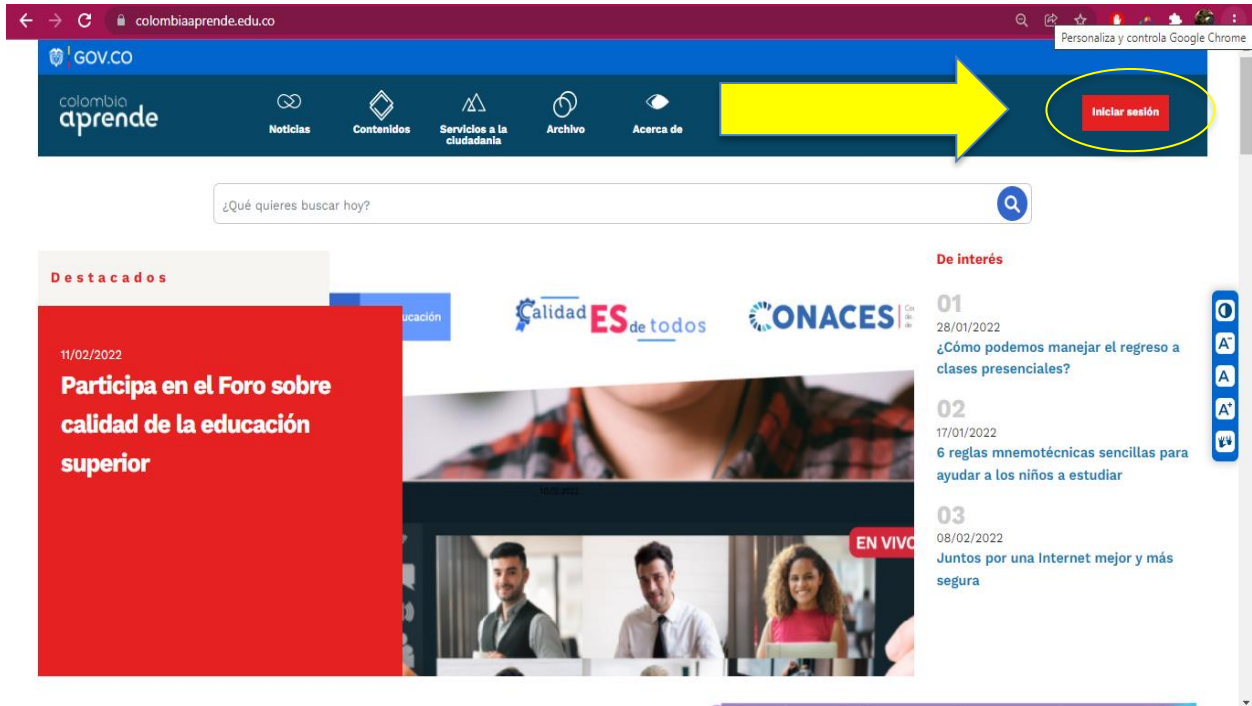 colombiaaprende.edu.co
Personaliza y controla Google Chrome
GOV.CO
colombia
aprende
Noticias
Contenidos
Servicios a la
ciudadania
Archivo
Acerca de
Iniciar sesión
¿Qué quieres buscar hoy?
Destacados
11/02/2022
Participa en el Foro sobre
calidad de la educación
superior
ucación
Calidad ES de todos
CONACES
10/02/2022
EN VIVO
De interés
01
28/01/2022
¿Cómo podemos manejar el regreso a
clases presenciales?
02
17/01/2022
6 reglas mnemotécnicas sencillas para
ayudar a los niños a estudiar
03
08/02/2022
Juntos por una Internet mejor y más
segura
A-
A
A+